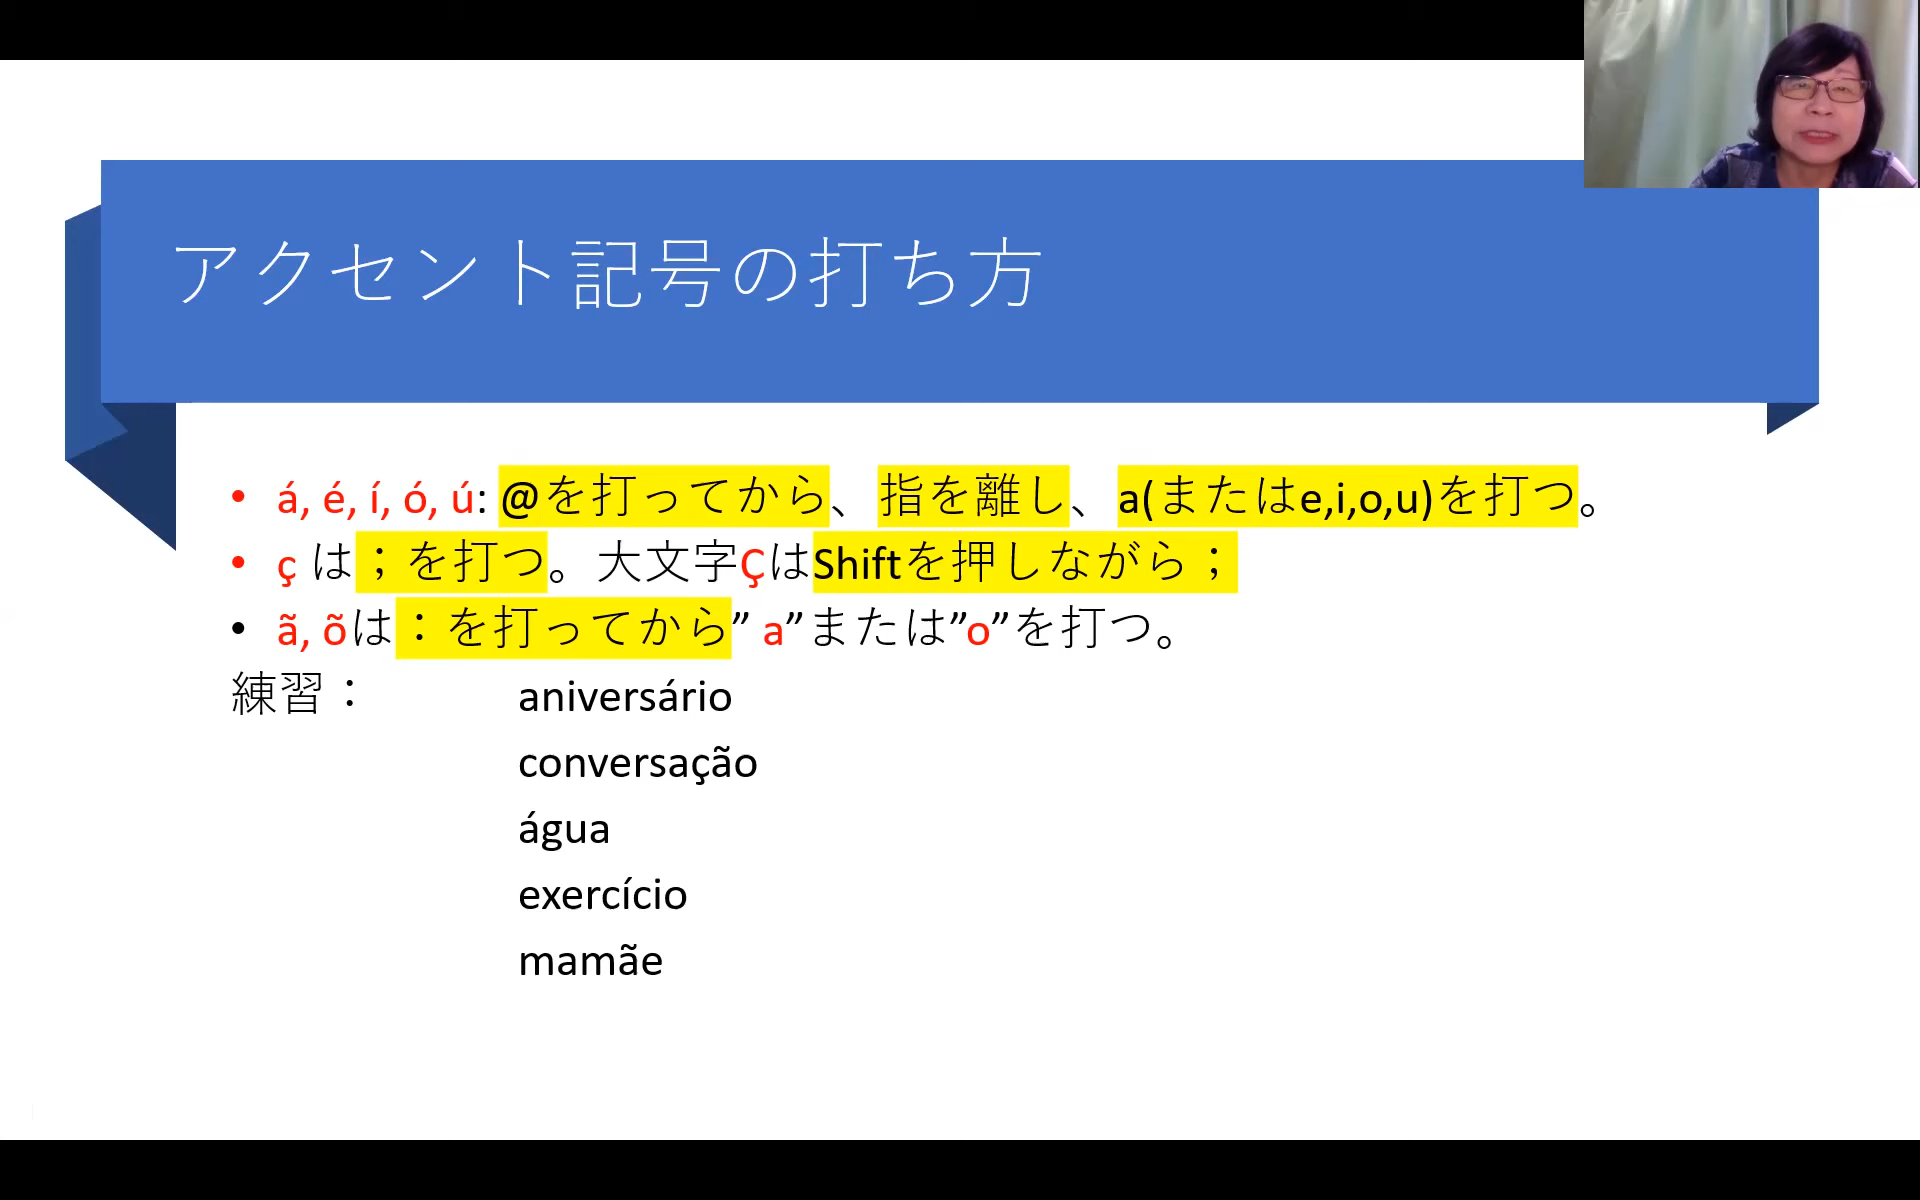 アクセント記号の打ち方
• á, é, í, ó, ú: @を打ってから、指を離し、a(またはe,i,o,u)を打つ。
• ç は；を打つ。大文字ÇはShiftを押しながら；
• ã, õは：を打ってから” a”または”o”を打つ。
練習： aniversário
conversação
água
exercício
mamãe